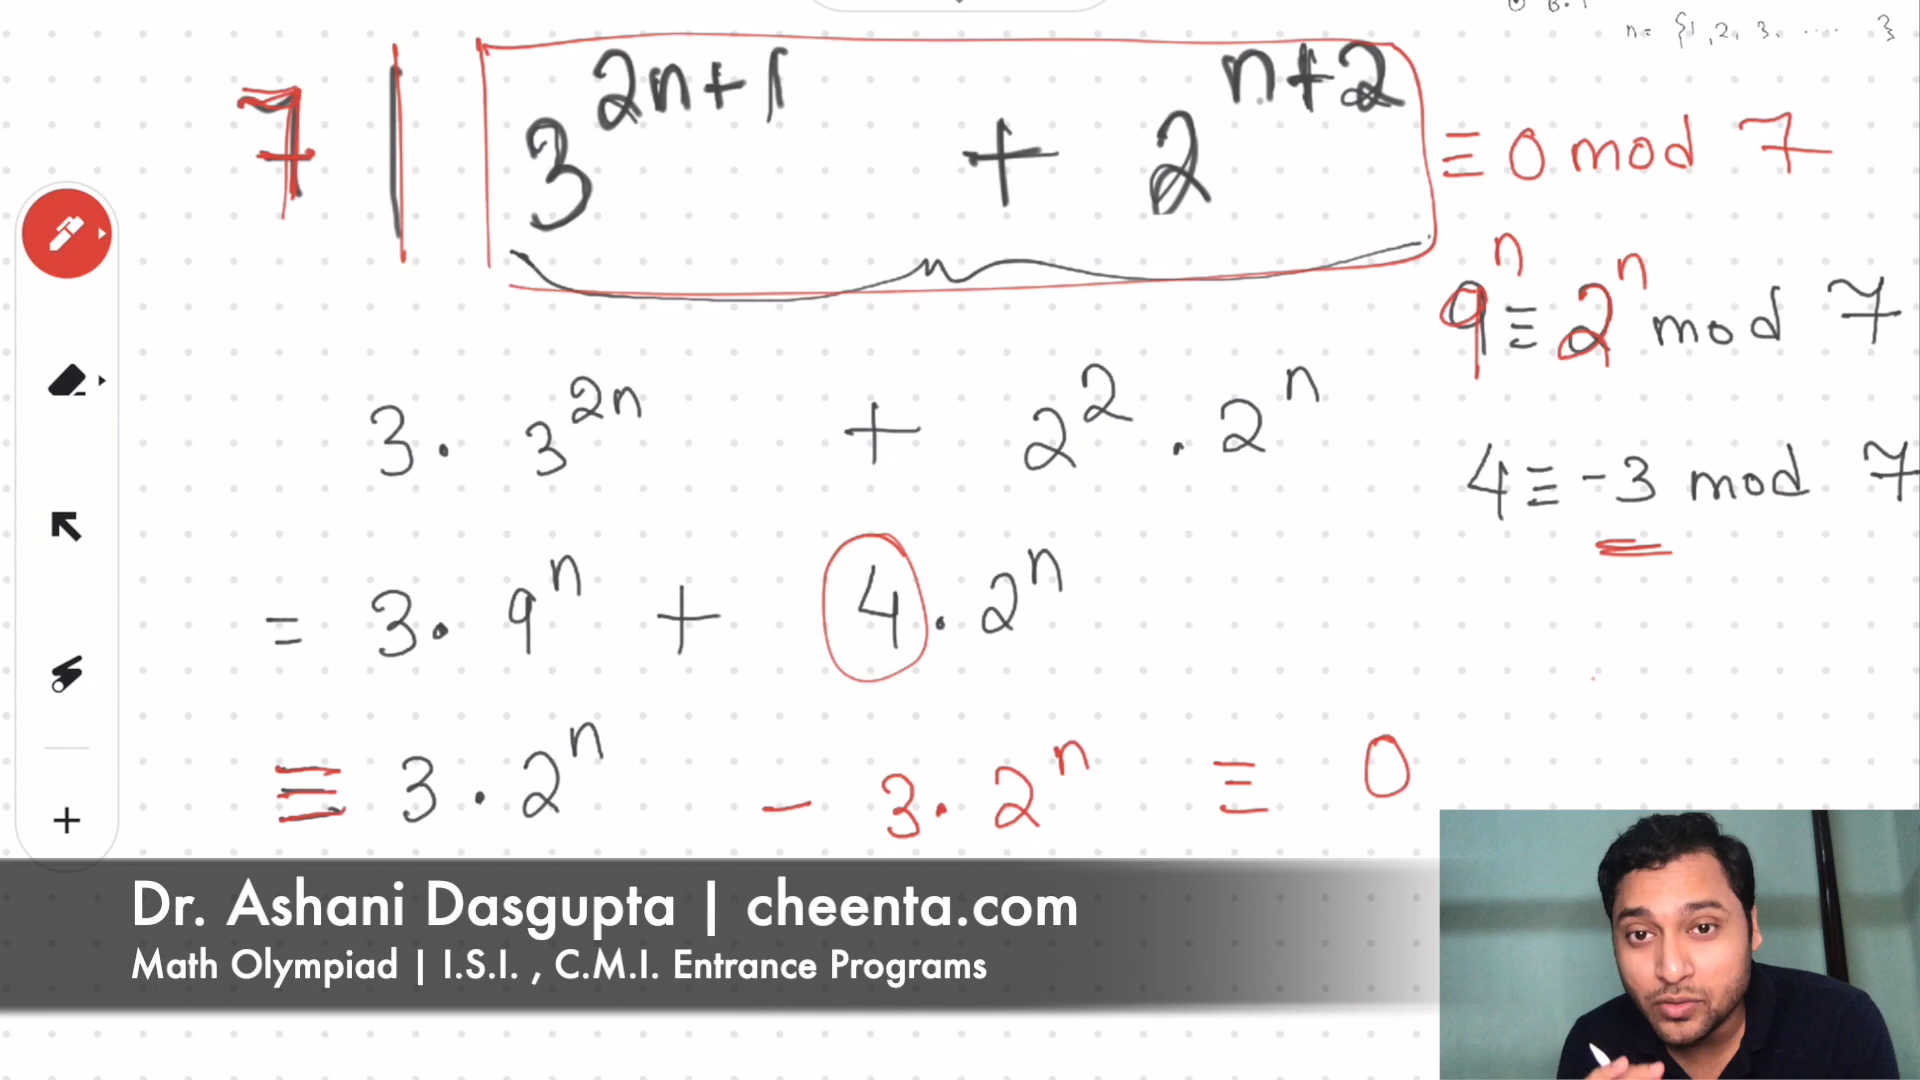 n = {1, 2, 3, ..... }
7 | 3^{2n+1} + 2^{n+2} ≡ 0 mod 7
9^n ≡ 2^n mod 7
3 · 3^{2n} + 2^2 · 2^n
4 ≡ -3 mod 7
= 3 · 9^n + 4 · 2^n
≡ 3 · 2^n - 3 · 2^n ≡ 0
Dr. Ashani Dasgupta | cheenta.com
Math Olympiad | I.S.I. , C.M.I. Entrance Programs